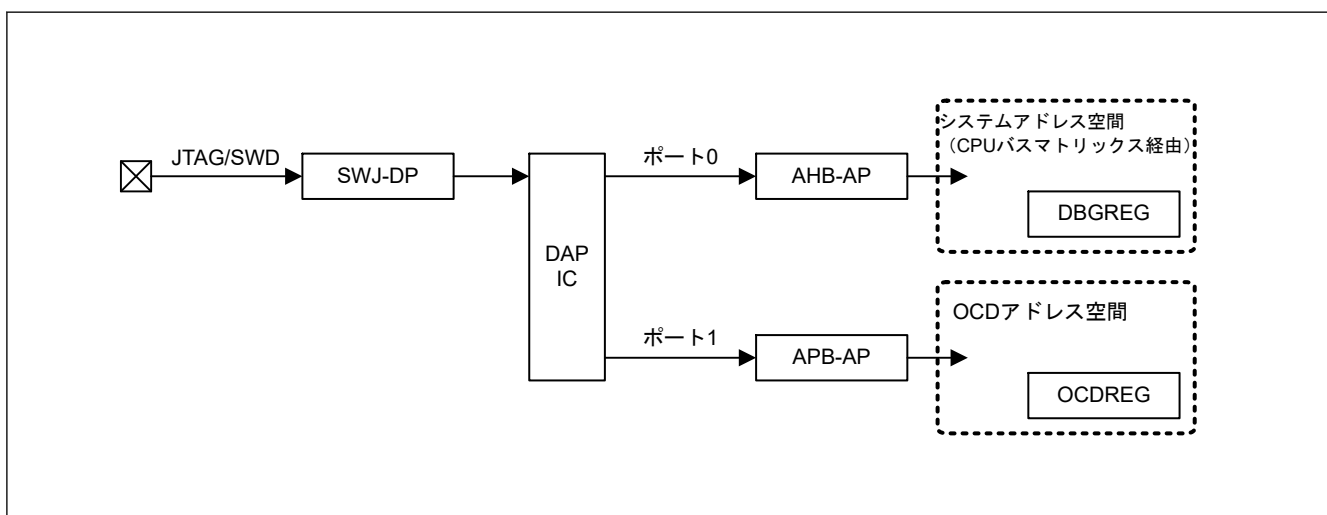 システムアドレス空間
（CPUバスマトリックス経由）
JTAG/SWD
ポート0
SWJ-DP
AHB-AP
DBGREG
DAP
IC
OCDアドレス空間
ポート1
APB-AP
OCDREG